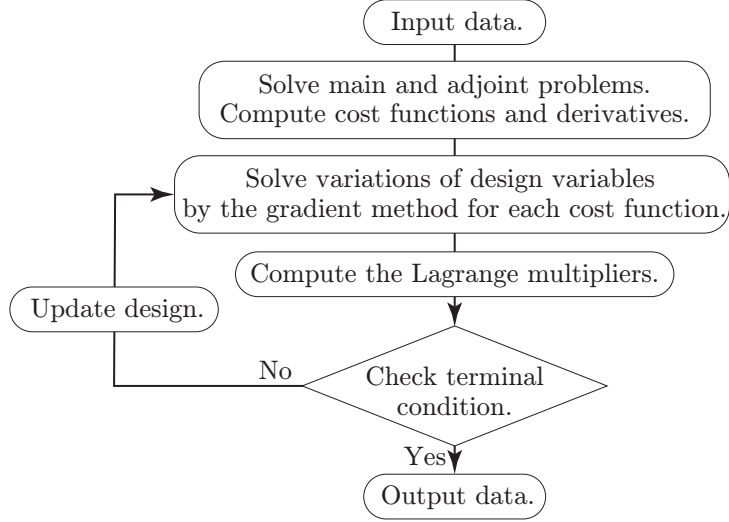 Input data.
Solve main and adjoint problems.
Compute cost functions and derivatives.
Solve variations of design variables
by the gradient method for each cost function.
Compute the Lagrange multipliers.
Update design.
No
Check terminal
condition.
Yes
Output data.